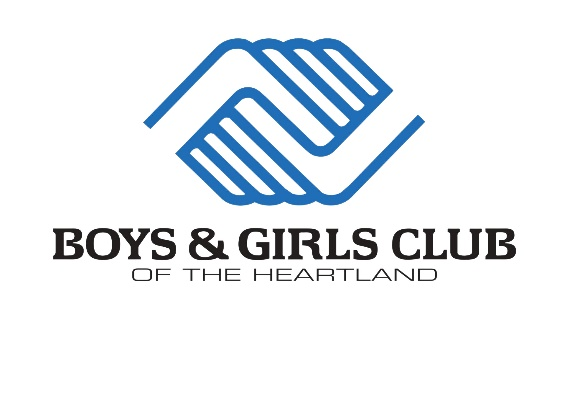 BOYS & GIRLS CLUB
OF THE HEARTLAND